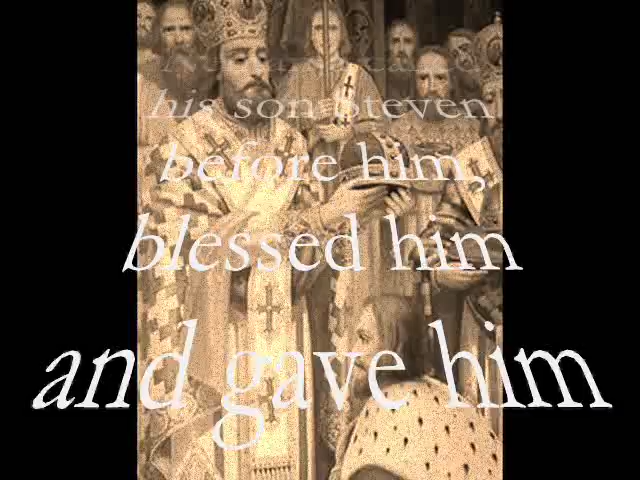 his son Steven
before him,
blessed him
and gave him